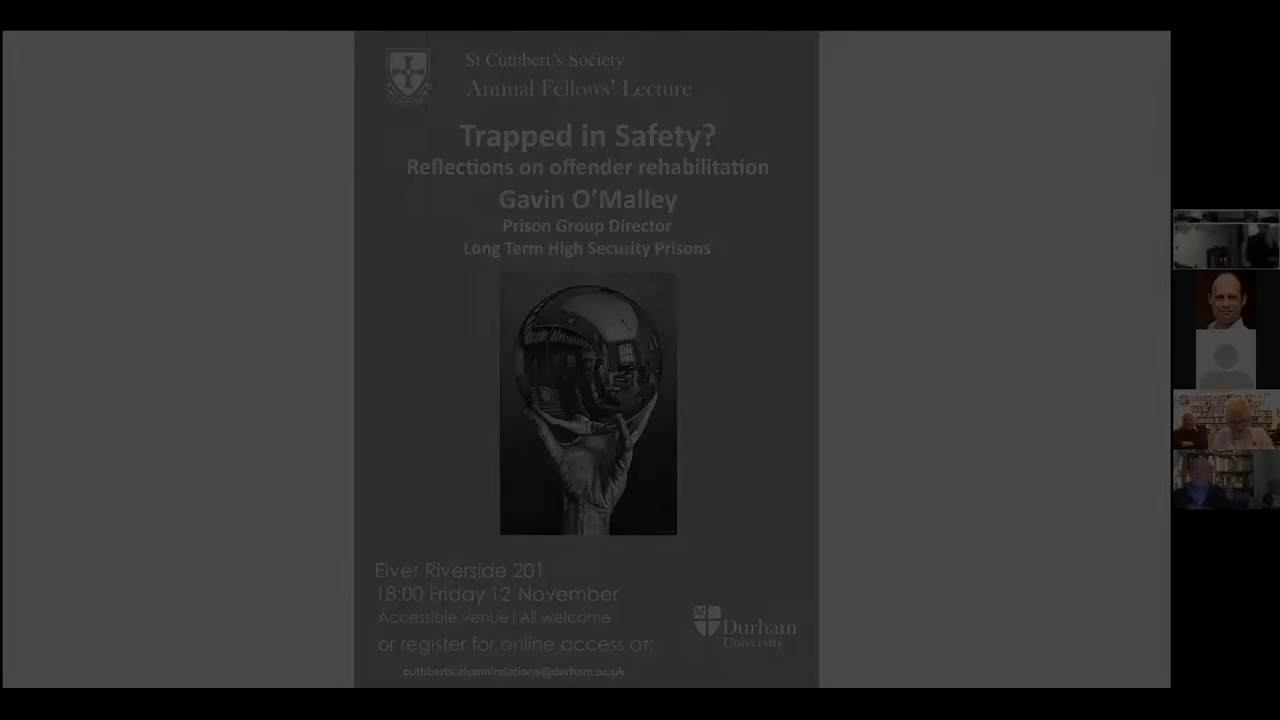 St Cuthbert's Society
Annual Fellows' Lecture
Trapped in Safety?
Reflections on offender rehabilitation
Gavin O'Malley
Prison Group Director
Long Term High Security Prisons
Elvet Riverside 201
18:00 Friday 12 November
Accessible venue | All welcome
or register for online access at:
cuthberts.alumnirelations@durham.ac.uk
Durham
University